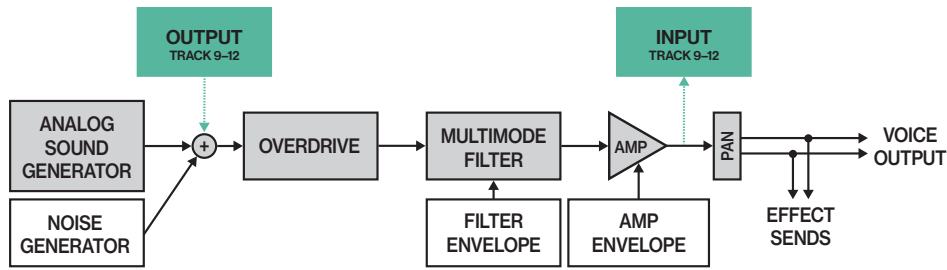 OUTPUT
TRACK 9–12
INPUT
TRACK 9–12
ANALOG
SOUND
GENERATOR
+
OVERDRIVE
MULTIMODE
FILTER
AMP
PAN
VOICE
OUTPUT
NOISE
GENERATOR
FILTER
ENVELOPE
AMP
ENVELOPE
EFFECT
SENDS